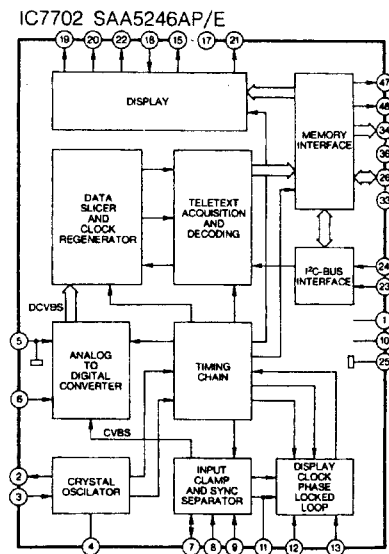 IC7702 SAA5246AP/E
19 20 22 18 15 17 21
DISPLAY
MEMORY
INTERFACE
47
48
34
36
26
33
DATA
SLICER
AND
CLOCK
REGENERATOR
TELETEXT
ACQUISITION
AND
DECODING
I²C-BUS
INTERFACE
24
23
1
10
25
DCVBS
5
ANALOG
TO
DIGITAL
CONVERTER
6
TIMING
CHAIN
CVBS
2
3
CRYSTAL
OSCILATOR
INPUT
CLAMP
AND SYNC
SEPARATOR
DISPLAY
CLOCK
PHASE
LOCKED
LOOP
4 7 8 9 11 12 13